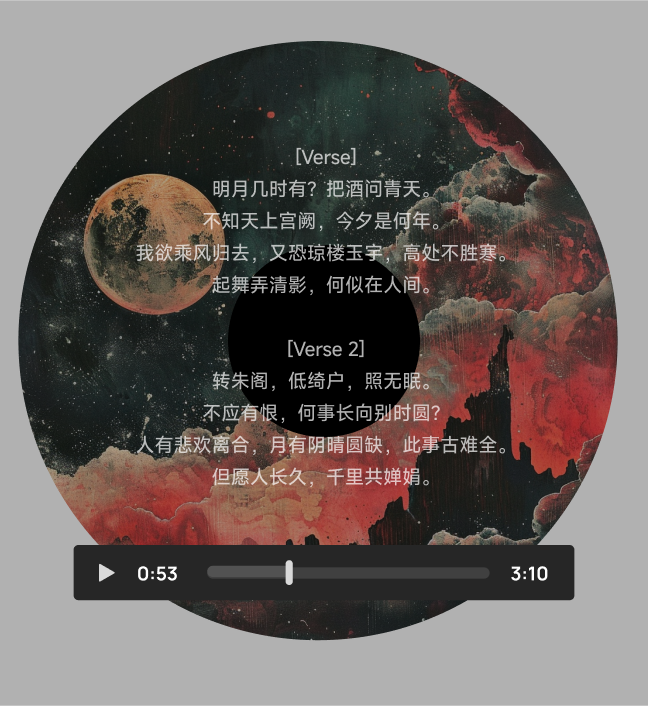 [Verse]
明月几时有？把酒问青天。
不知天上宫阙，今夕是何年。
我欲乘风归去，又恐琼楼玉宇，高处不胜寒。
起舞弄清影，何似在人间。
[Verse 2]
转朱阁，低绮户，照无眠。
不应有恨，何事长向别时圆？
人有悲欢离合，月有阴晴圆缺，此事古难全。
但愿人长久，千里共婵娟。
0:53 3:10